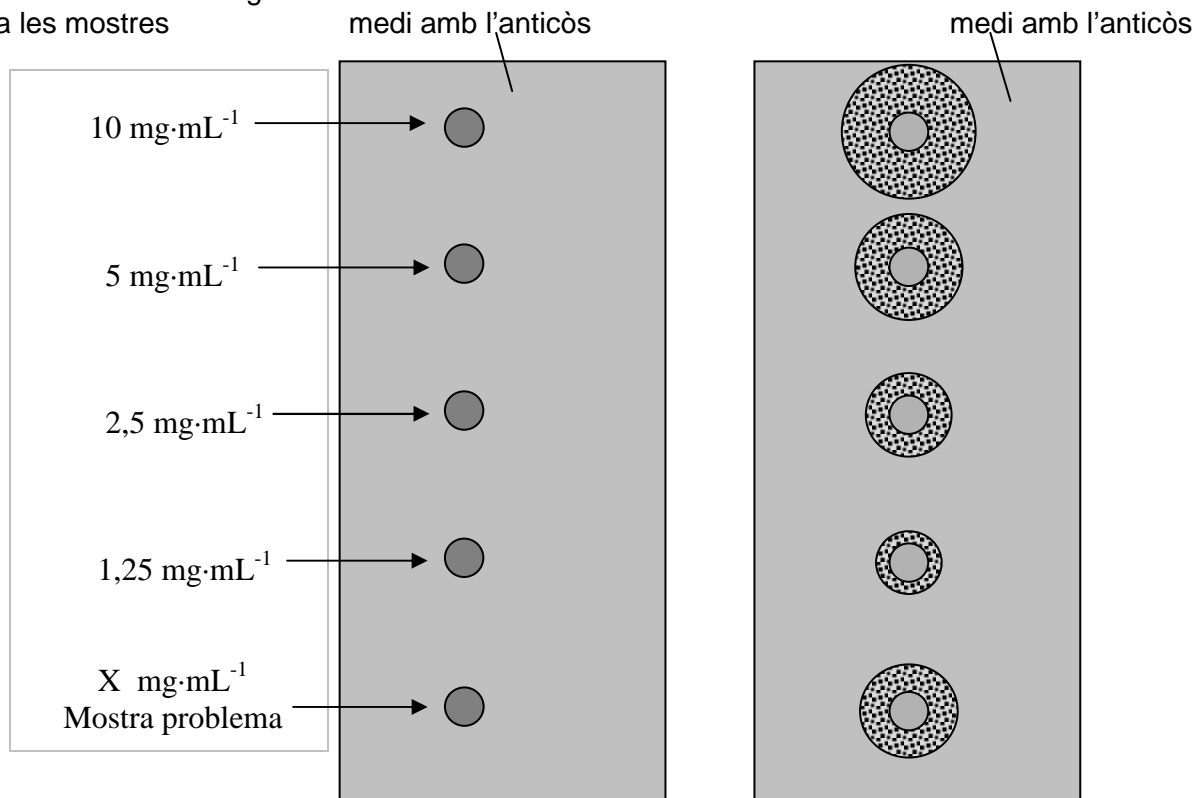 a les mostres
medi amb l'anticòs
medi amb l'anticòs
10 mg·mL-1
5 mg·mL-1
2,5 mg·mL-1
1,25 mg·mL-1
X mg·mL-1
Mostra problema